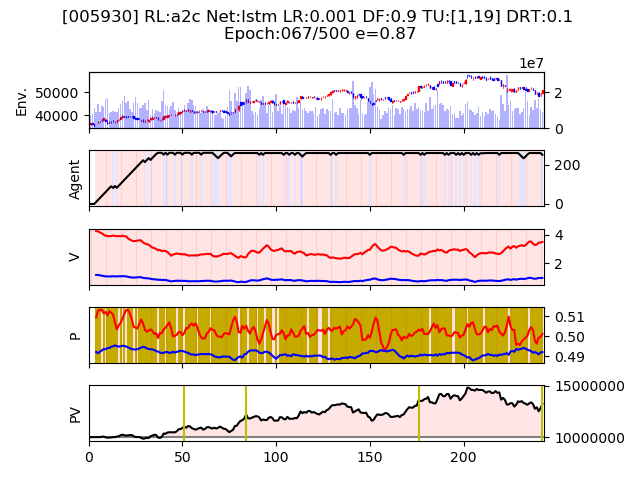 [005930] RL:a2c Net:lstm LR:0.001 DF:0.9 TU:[1,19] DRT:0.1
Epoch:067/500 e=0.87
1e7
Env.
50000
40000
2
0
Agent
200
0
V
4
2
P
0.51
0.50
0.49
PV
15000000
10000000
0
50
100
150
200